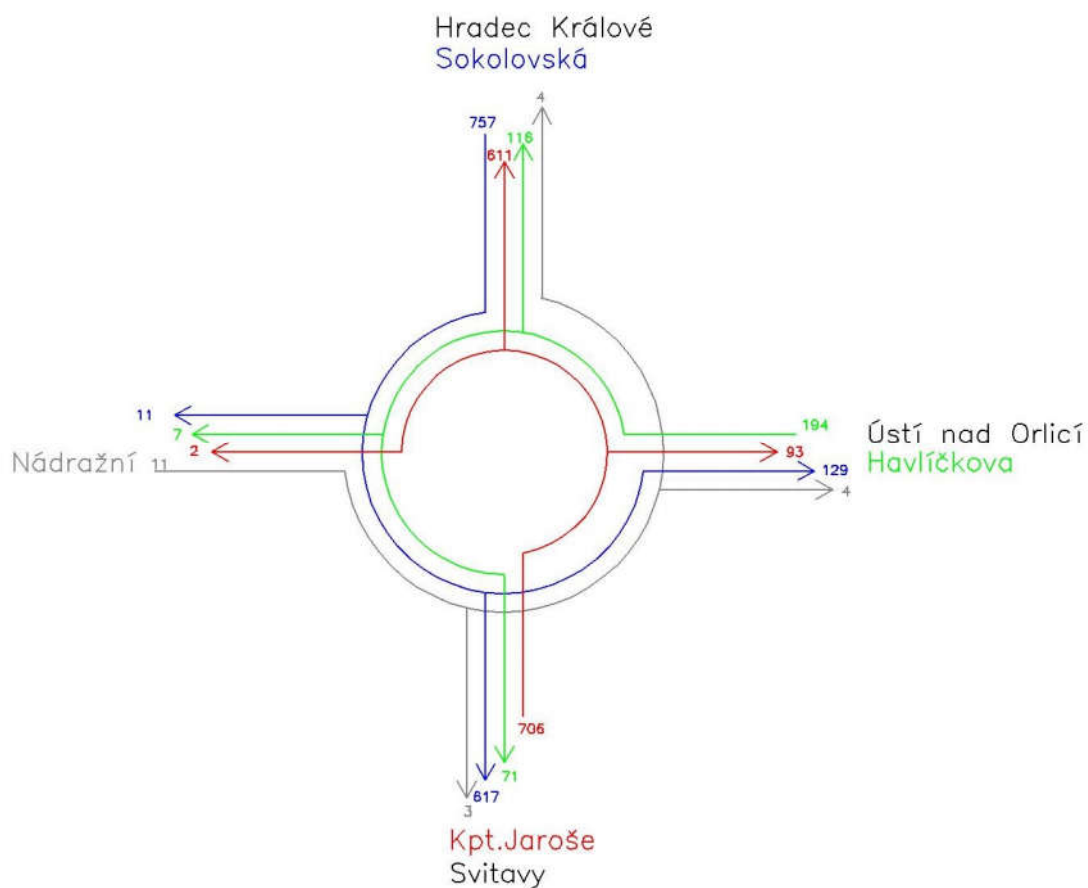 Hradec Králové
Sokolovská
4
757
116
611
11
7
2
Nádražní 11
194
93
129
4
Ústí nad Orlicí
Havlíčkova
706
71
617
3
Kpt.Jaroše
Svitavy